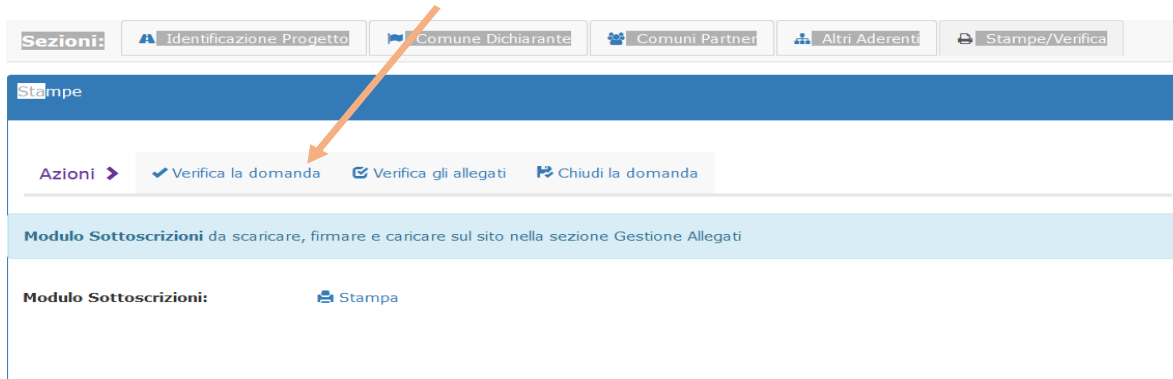 Sezioni: Identificazione Progetto Comune Dichiarante Comuni Partner Altri Aderenti Stampe/Verifica
Stampe
Azioni Verifica la domanda Verifica gli allegati Chiudi la domanda
Modulo Sottoscrizioni da scaricare, firmare e caricare sul sito nella sezione Gestione Allegati
Modulo Sottoscrizioni: Stampa